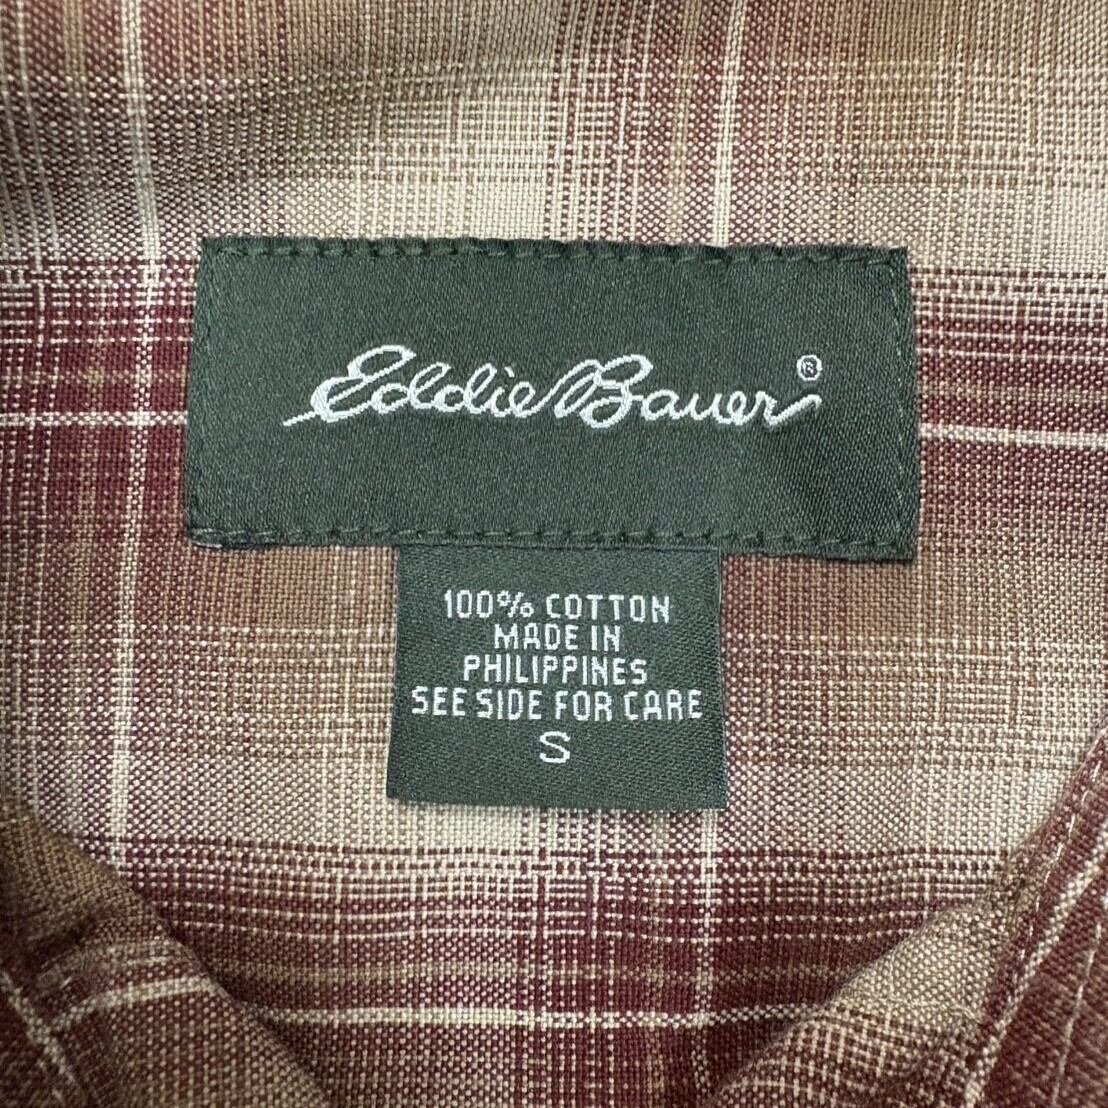 Eddie Bauer®
100% COTTON
MADE IN
PHILIPPINES
SEE SIDE FOR CARE
S